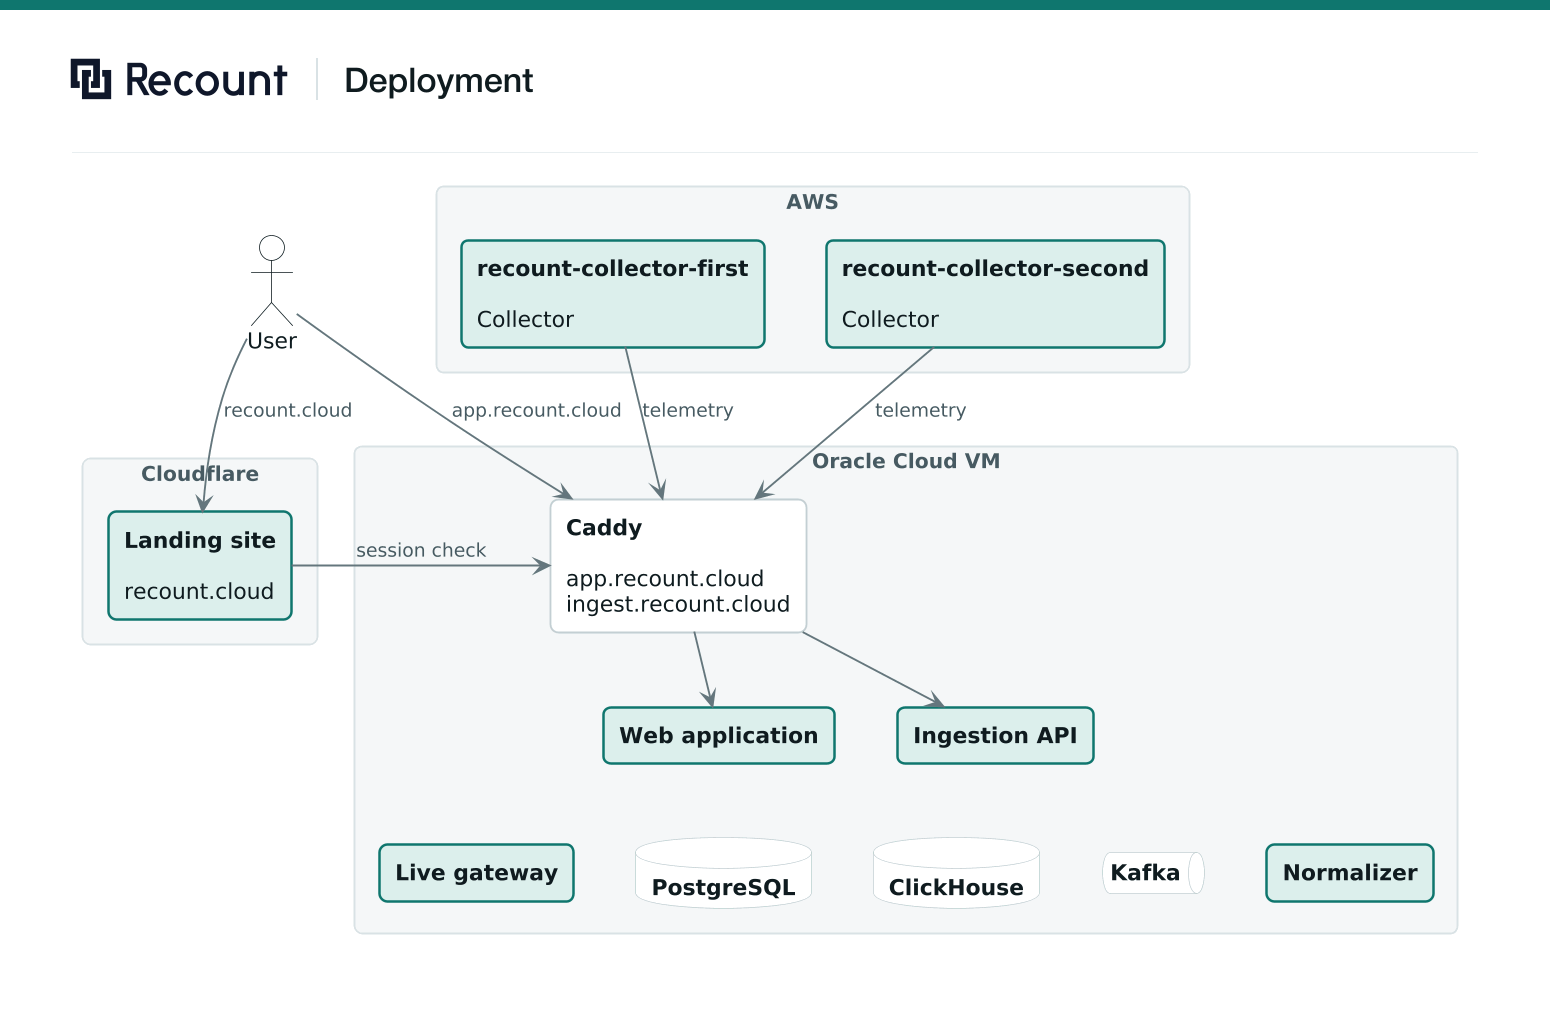 Recount
Deployment
AWS
recount-collector-first
Collector
recount-collector-second
Collector
User
recount.cloud
app.recount.cloud
telemetry
telemetry
Cloudflare
Landing site
recount.cloud
session check
Oracle Cloud VM
Caddy
app.recount.cloud
ingest.recount.cloud
Web application
Ingestion API
Live gateway
PostgreSQL
ClickHouse
Kafka
Normalizer